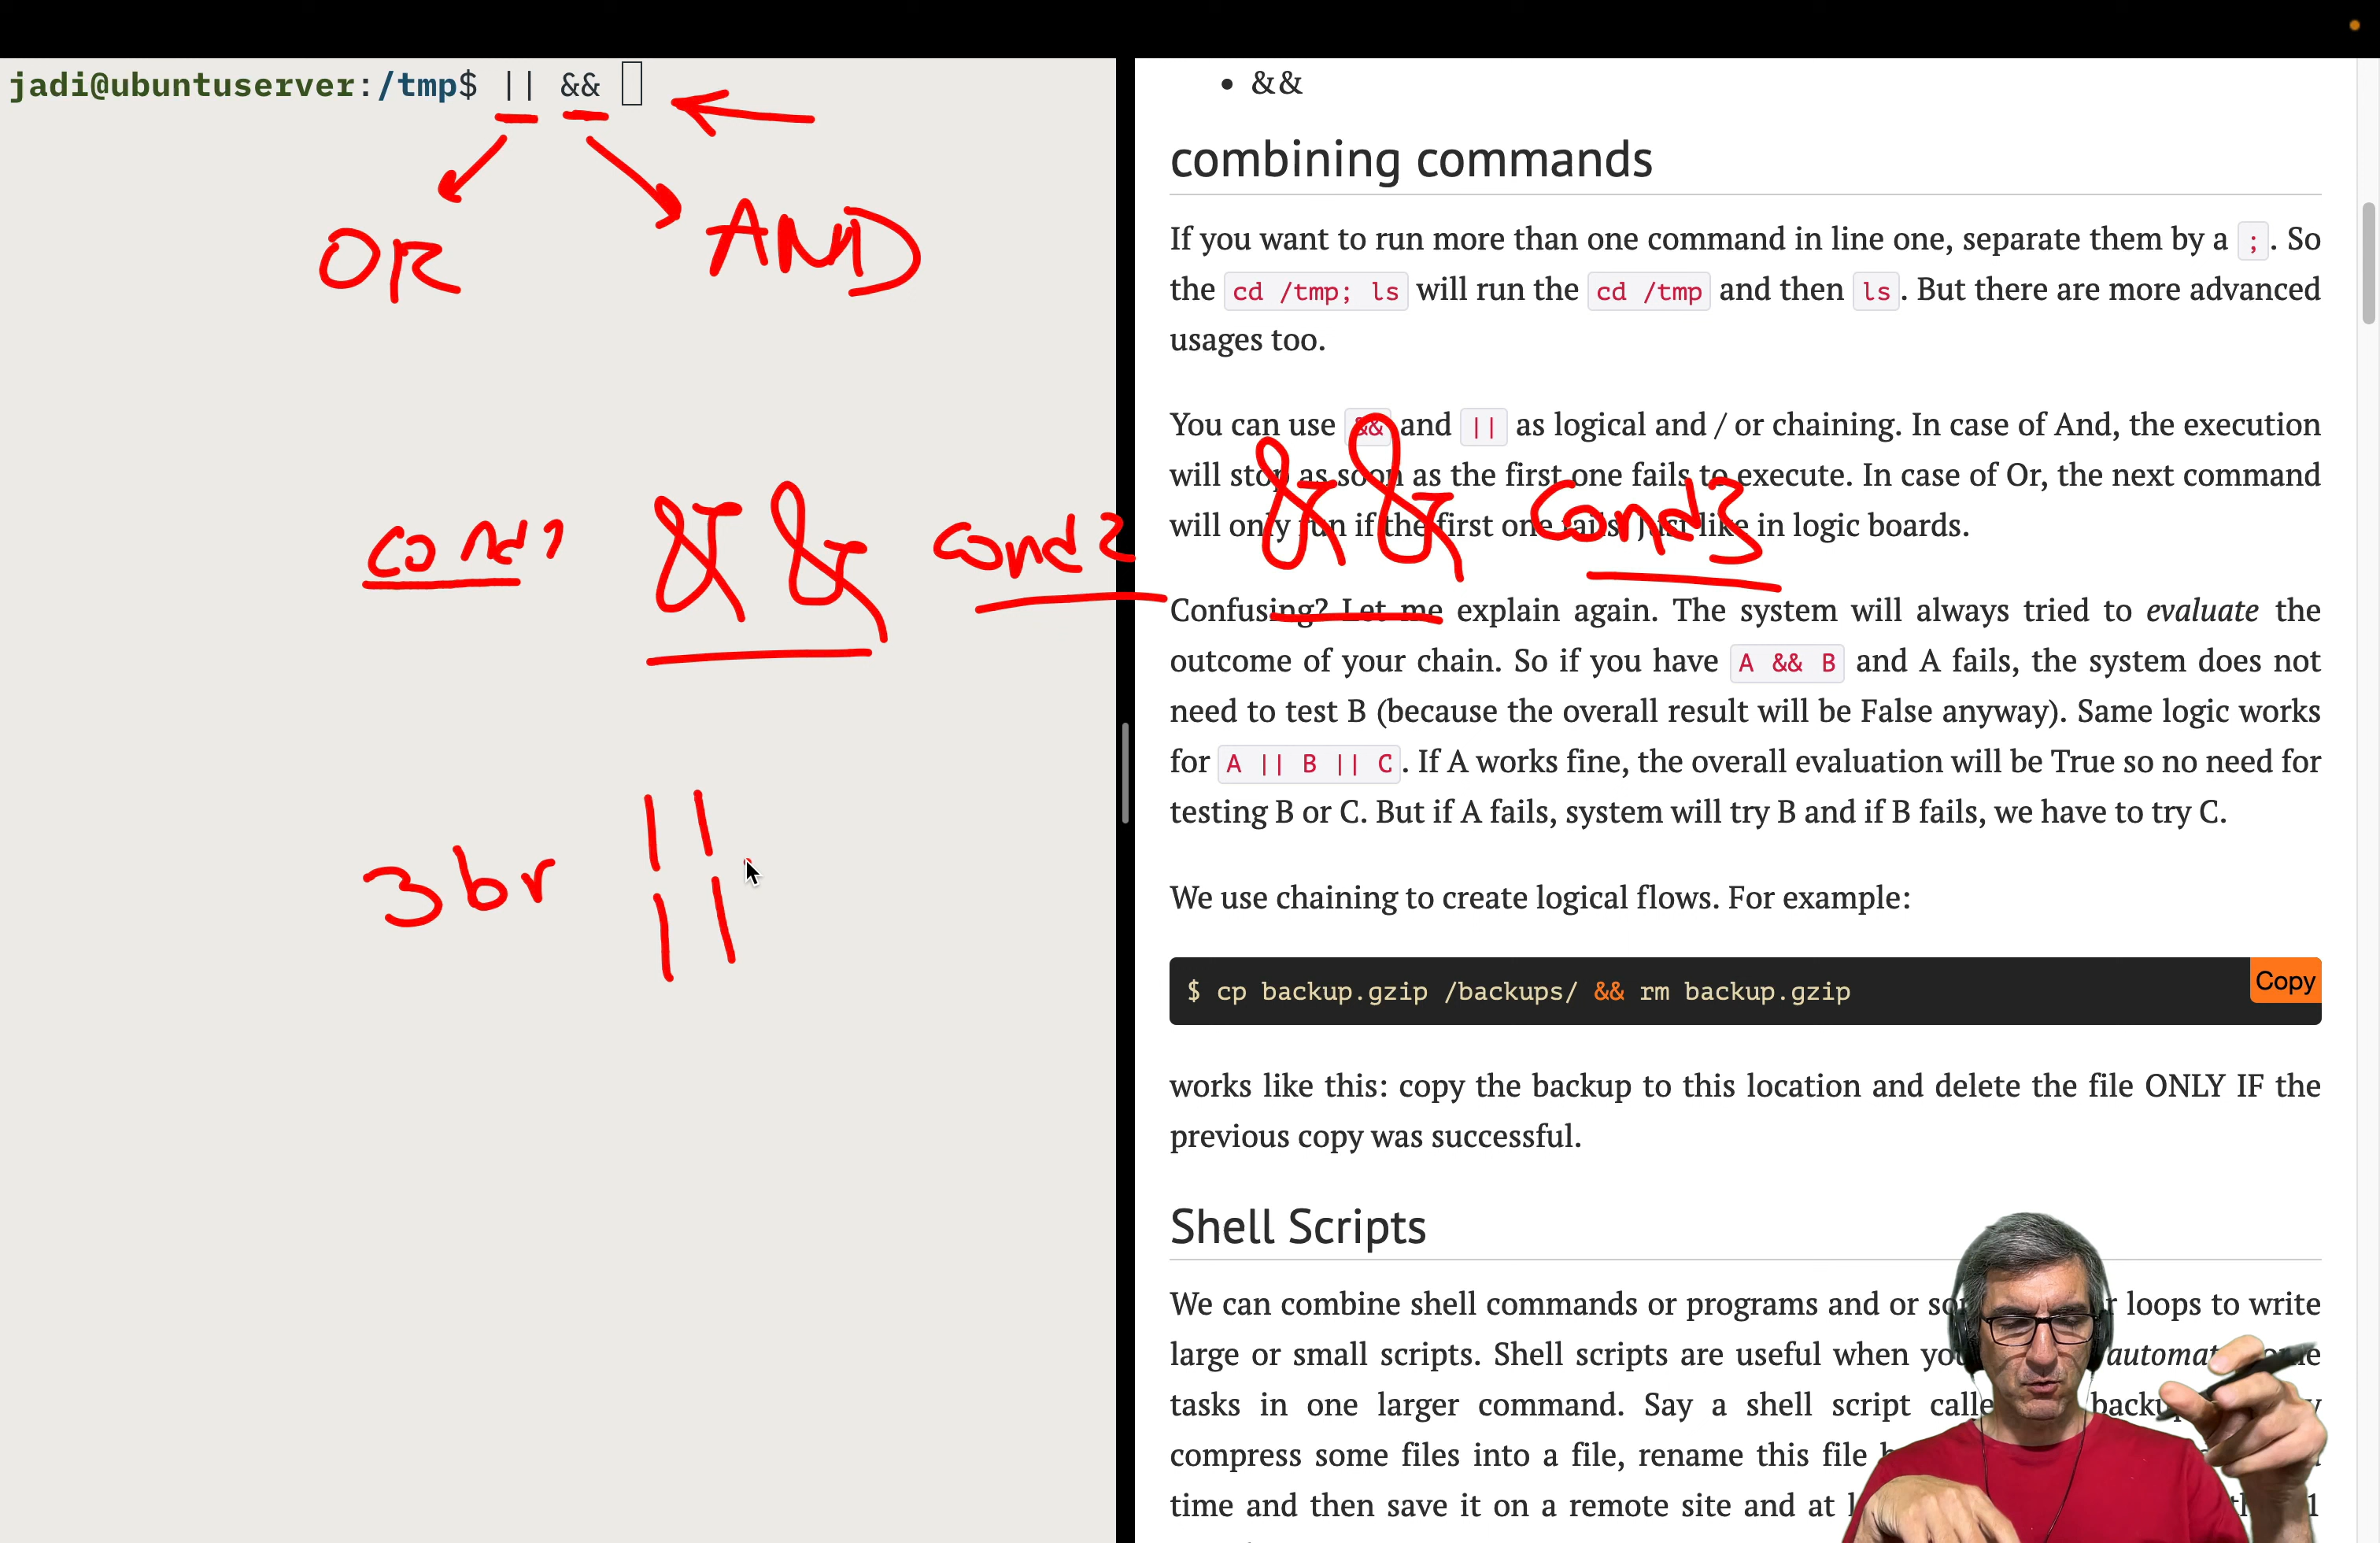 jadi@ubuntuserver:/tmp$ || &&
OR
AND
cond1 && cond2 && cond3
3br ||
||
• &&
combining commands
If you want to run more than one command in line one, separate them by a ;. So
the cd /tmp; ls will run the cd /tmp and then ls. But there are more advanced
usages too.
You can use && and || as logical and / or chaining. In case of And, the execution
will stop as soon as the first one fails to execute. In case of Or, the next command
will only run if the first one fails. Just like in logic boards.
Confusing? Let me explain again. The system will always tried to evaluate the
outcome of your chain. So if you have A && B and A fails, the system does not
need to test B (because the overall result will be False anyway). Same logic works
for A || B || C. If A works fine, the overall evaluation will be True so no need for
testing B or C. But if A fails, system will try B and if B fails, we have to try C.
We use chaining to create logical flows. For example:
$ cp backup.gzip /backups/ && rm backup.gzip
Copy
works like this: copy the backup to this location and delete the file ONLY IF the
previous copy was successful.
Shell Scripts
We can combine shell commands or programs and or loops to write
large or small scripts. Shell scripts are useful when
tasks in one larger command. Say a shell script
compress some files into a file, rename this file
time and then save it on a remote site and at